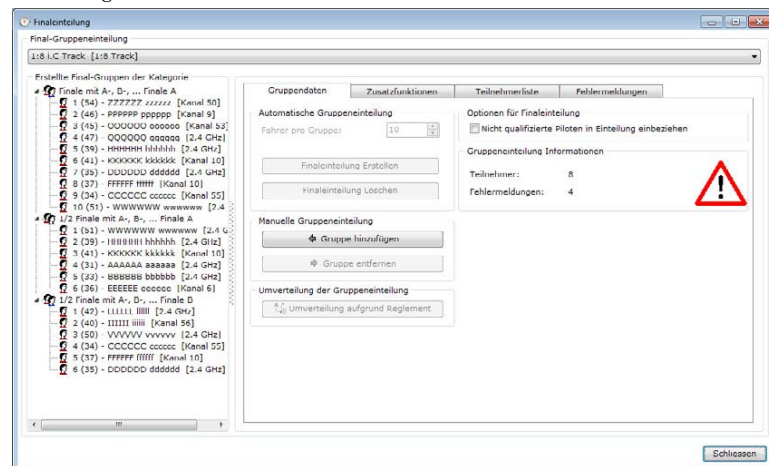 Finaleinteilung
Final-Gruppeneinteilung
1:8 I.C Track [1:8 Track]
Erstellte Final-Gruppen der Kategorie
Finale mit A-, B-, ... Finale A
1 (54) - ZZZZZZ zzzzzz [Kanal 50]
2 (46) - PPPPPP pppppp [Kanal 9]
3 (45) - OOOOOO oooooo [Kanal 53]
4 (47) - QQQQQQ qqqqqq [2.4 GHz]
5 (39) - HHHHHH hhhhhh [2.4 GHz]
6 (41) - KKKKKK kkkkkk [Kanal 10]
7 (35) - DDDDDD dddddd [2.4 GHz]
8 (37) - FFFFFF ffffff [Kanal 10]
9 (34) - CCCCCC cccccc [Kanal 55]
10 (51) - WWWWWW wwwwww [2.4
1/2 Finale mit A-, B-, ... Finale A
1 (51) - WWWWWW wwwwww [2.4 G
2 (39) - HHHHHH hhhhhh [2.4 GHz]
3 (41) - KKKKKK kkkkkk [Kanal 10]
4 (31) - AAAAAA aaaaaa [2.4 GHz]
5 (33) - BBBBBB bbbbbb [2.4 GHz]
6 (36) - EEEEEE eeeeee [Kanal 6]
1/2 Finale mit A-, B-, ... Finale B
1 (42) - LLLLLL llllll [2.4 GHz]
2 (40) - IIIIII iiiiii [Kanal 56]
3 (50) - VVVVVV vvvvvv [2.4 GHz]
4 (34) - CCCCCC cccccc [Kanal 55]
5 (37) - FFFFFF ffffff [Kanal 10]
6 (35) - DDDDDD dddddd [2.4 GHz]
Gruppendaten Zusatzfunktionen Teilnehmerliste Fehlermeldungen
Automatische Gruppeneinteilung
Fahrer pro Gruppe: 10
Finaleinteilung Erstellen
Finaleinteilung Löschen
Manuelle Gruppeneinteilung
Gruppe hinzufügen
Gruppe entfernen
Umverteilung der Gruppeneinteilung
Umverteilung aufgrund Reglement
Optionen für Finaleinteilung
Nicht qualifizierte Piloten in Einteilung einbeziehen
Gruppeneinteilung Informationen
Teilnehmer: 8
Fehlermeldungen: 4
Schliessen